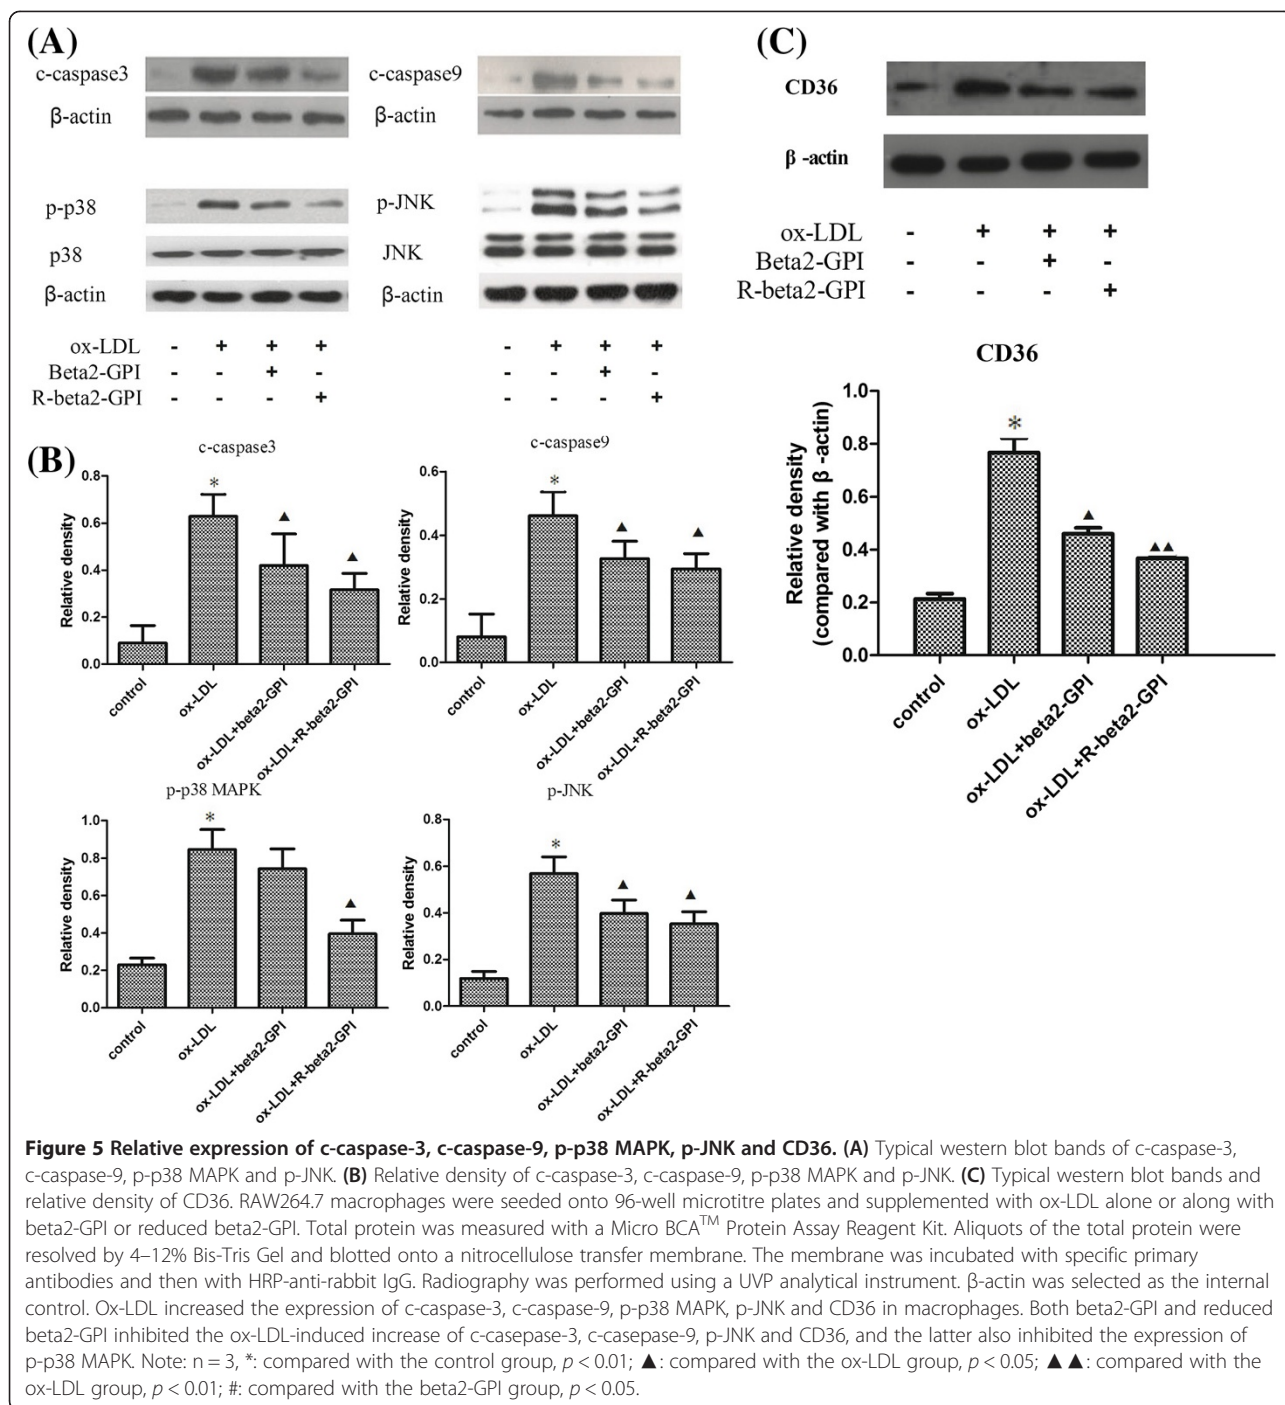 (A)
c-caspase3
β-actin
p-p38
p38
β-actin
ox-LDL - + + +
Beta2-GPI - - + -
R-beta2-GPI - - - +
c-caspase9
β-actin
p-JNK
JNK
β-actin
- + + +
- - + -
- - - +
(B)
c-caspase3
Relative density
0.8
0.6
0.4
0.2
0.0
*
▲
▲
control
ox-LDL
ox-LDL+beta2-GPI
ox-LDL+R-beta2-GPI
c-caspase9
Relative density
0.6
0.4
0.2
0.0
*
▲
▲
control
ox-LDL
ox-LDL+beta2-GPI
ox-LDL+R-beta2-GPI
p-p38 MAPK
Relative density
1.0
0.8
0.6
0.4
0.2
0.0
*
▲
control
ox-LDL
ox-LDL+beta2-GPI
ox-LDL+R-beta2-GPI
p-JNK
Relative density
0.8
0.6
0.4
0.2
0.0
*
▲
▲
control
ox-LDL
ox-LDL+beta2-GPI
ox-LDL+R-beta2-GPI
(C)
CD36
β -actin
ox-LDL - + + +
Beta2-GPI - - + -
R-beta2-GPI - - - +
CD36
Relative density
(compared with β -actin)
1.0
0.8
0.6
0.4
0.2
0.0
*
▲
▲▲
control
ox-LDL
ox-LDL+beta2-GPI
ox-LDL+R-beta2-GPI
Figure 5 Relative expression of c-caspase-3, c-caspase-9, p-p38 MAPK, p-JNK and CD36. (A) Typical western blot bands of c-caspase-3,
c-caspase-9, p-p38 MAPK and p-JNK. (B) Relative density of c-caspase-3, c-caspase-9, p-p38 MAPK and p-JNK. (C) Typical western blot bands and
relative density of CD36. RAW264.7 macrophages were seeded onto 96-well microtitre plates and supplemented with ox-LDL alone or along with
beta2-GPI or reduced beta2-GPI. Total protein was measured with a Micro BCA™ Protein Assay Reagent Kit. Aliquots of the total protein were
resolved by 4–12% Bis-Tris Gel and blotted onto a nitrocellulose transfer membrane. The membrane was incubated with specific primary
antibodies and then with HRP-anti-rabbit IgG. Radiography was performed using a UVP analytical instrument. β-actin was selected as the internal
control. Ox-LDL increased the expression of c-caspase-3, c-caspase-9, p-p38 MAPK, p-JNK and CD36 in macrophages. Both beta2-GPI and reduced
beta2-GPI inhibited the ox-LDL-induced increase of c-casepase-3, c-casepase-9, p-JNK and CD36, and the latter also inhibited the expression of
p-p38 MAPK. Note: n = 3, *: compared with the control group, p < 0.01; ▲: compared with the ox-LDL group, p < 0.05; ▲ ▲: compared with the
ox-LDL group, p < 0.01; #: compared with the beta2-GPI group, p < 0.05.